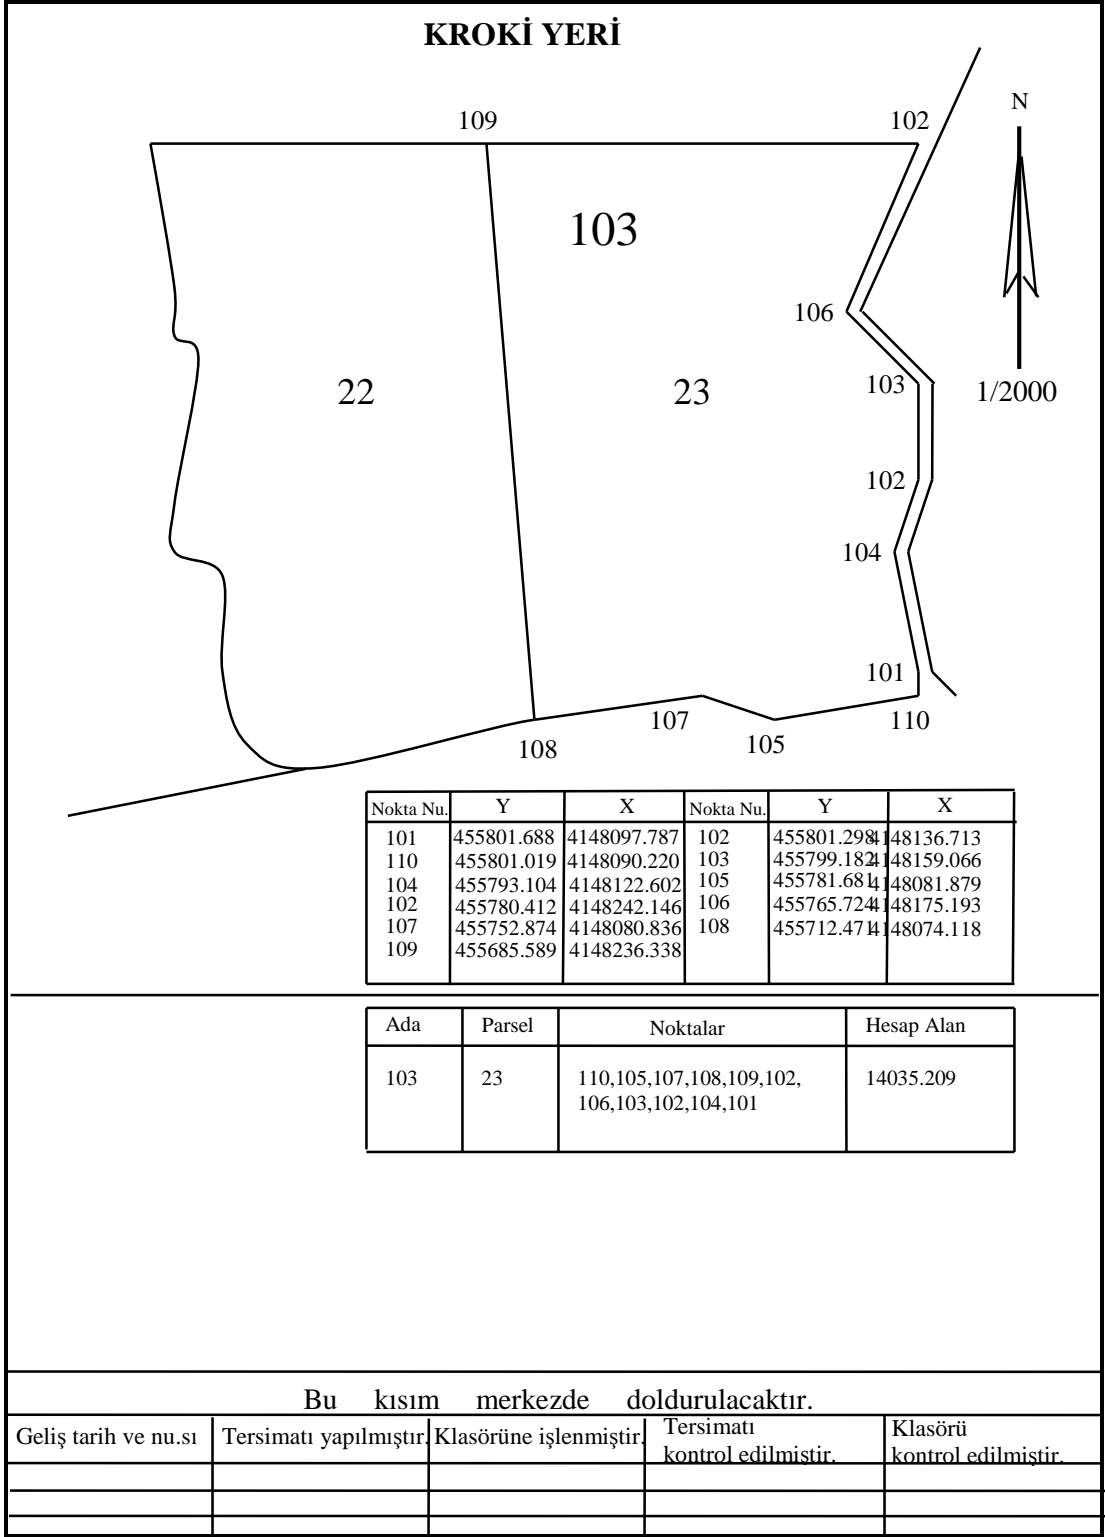 KROKİ YERİ
N
109
102
103
106
22
23
103
1/2000
102
104
101
107
110
108
105
Nokta Nu. Y X Nokta Nu. Y X
101 455801.688 4148097.787 102 455801.298 4148136.713
110 455801.019 4148090.220 103 455799.182 4148159.066
104 455793.104 4148122.602 105 455781.681 4148081.879
102 455780.412 4148242.146 106 455765.724 4148175.193
107 455752.874 4148080.836 108 455712.471 4148074.118
109 455685.589 4148236.338
Ada Parsel Noktalar Hesap Alan
103 23 110,105,107,108,109,102, 14035.209
106,103,102,104,101
Bu kısım merkezde doldurulacaktır.
Geliş tarih ve nu.sı Tersimatı yapılmıştır. Klasörüne işlenmiştir. Tersimatı Klasörü
kontrol edilmiştir. kontrol edilmiştir.